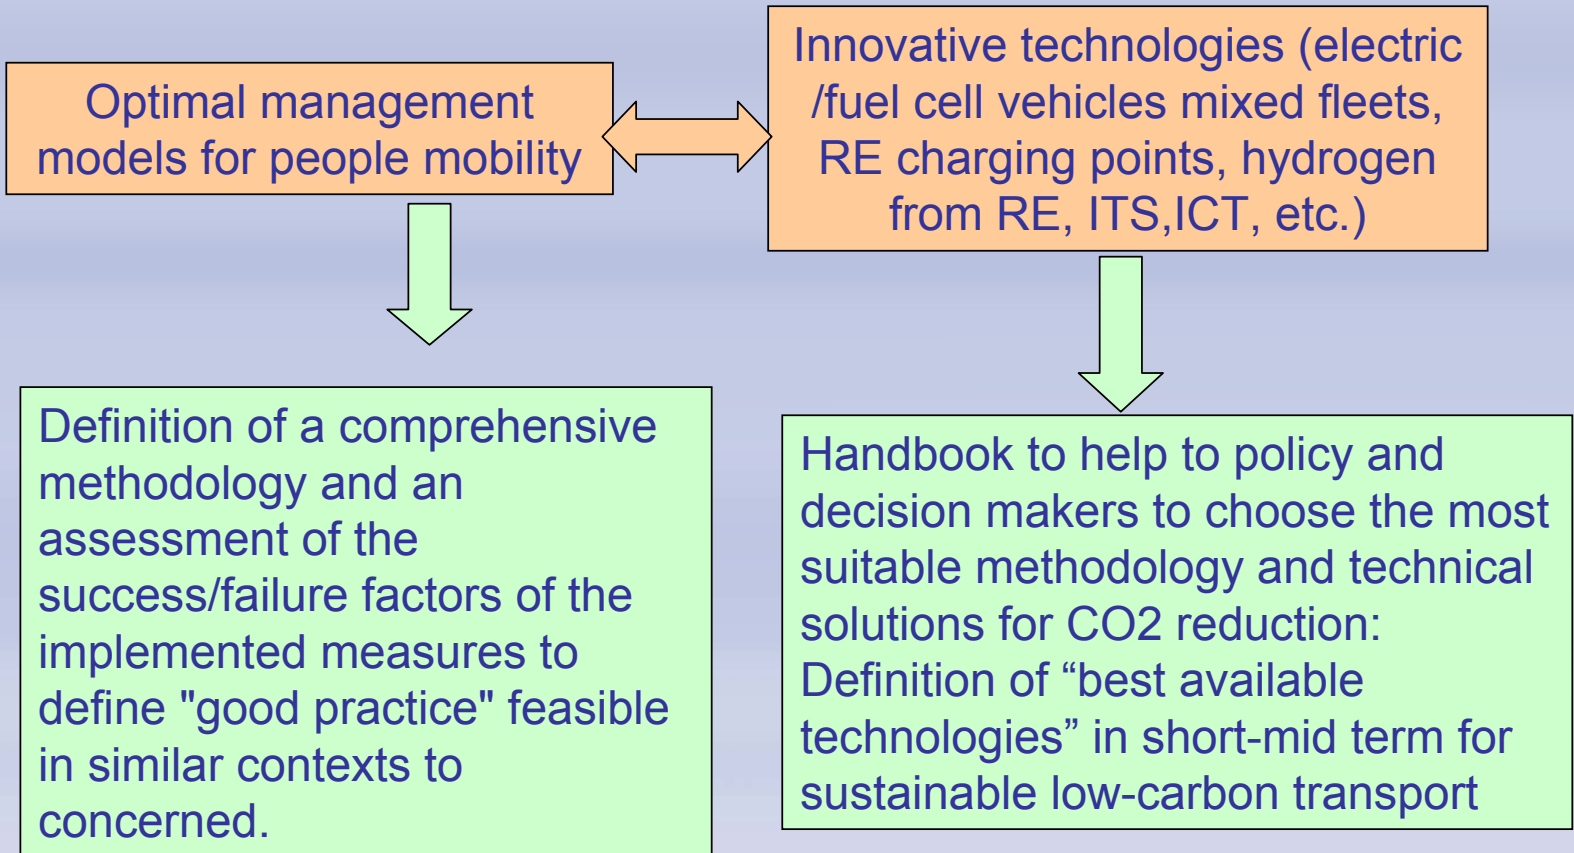 Optimal management
models for people mobility
Innovative technologies (electric
/fuel cell vehicles mixed fleets,
RE charging points, hydrogen
from RE, ITS,ICT, etc.)
Definition of a comprehensive
methodology and an
assessment of the
success/failure factors of the
implemented measures to
define "good practice" feasible
in similar contexts to
concerned.
Handbook to help to policy and
decision makers to choose the most
suitable methodology and technical
solutions for CO2 reduction:
Definition of “best available
technologies” in short-mid term for
sustainable low-carbon transport